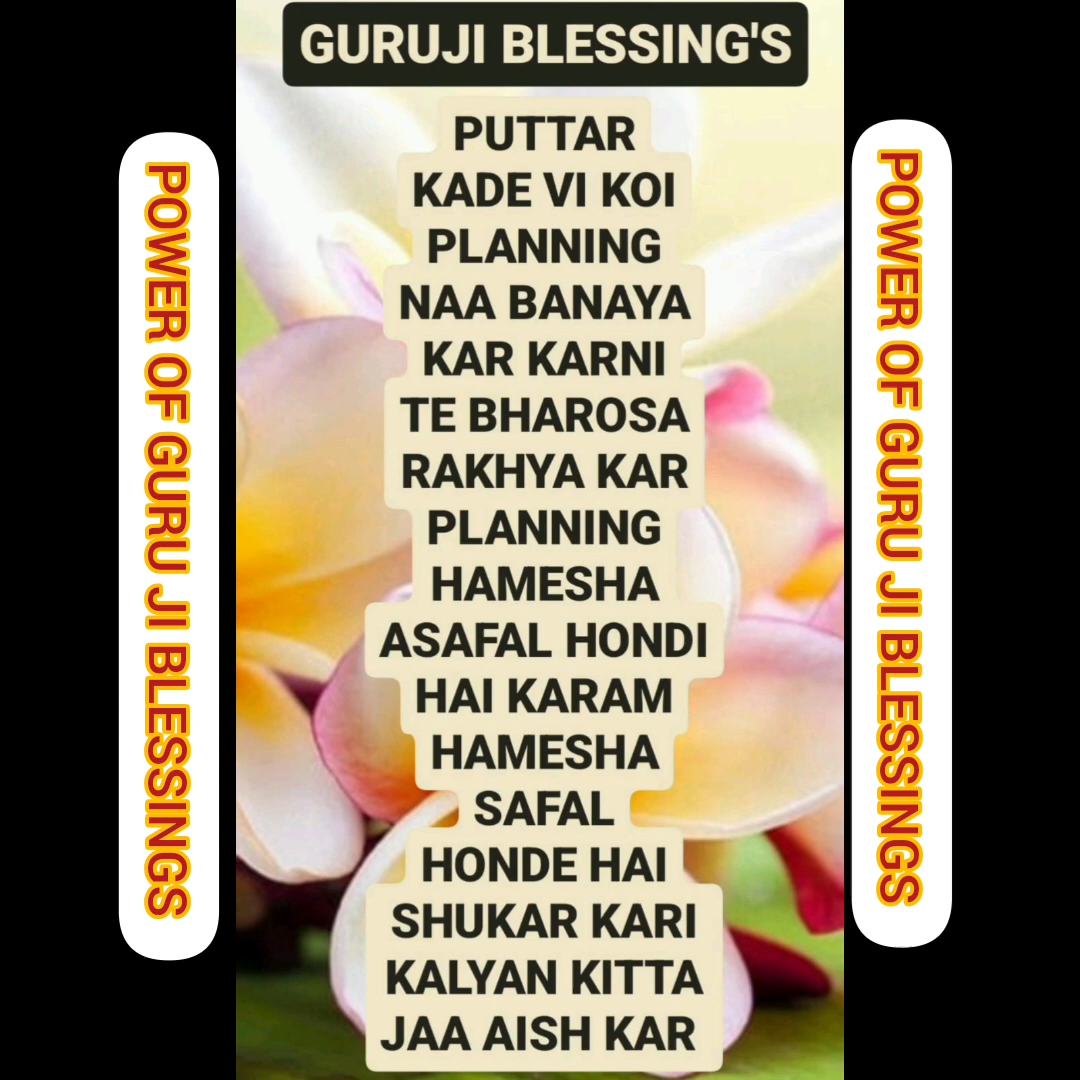 GURUJI BLESSING'S
PUTTAR
KADE VI KOI
PLANNING
NAA BANAYA
KAR KARNI
TE BHAROSA
RAKHYA KAR
PLANNING
HAMESHA
ASAFAL HONDI
HAI KARAM
HAMESHA
SAFAL
HONDE HAI
SHUKAR KARI
KALYAN KITTA
JAA AISH KAR
POWER OF GURU JI BLESSINGS
POWER OF GURU JI BLESSINGS